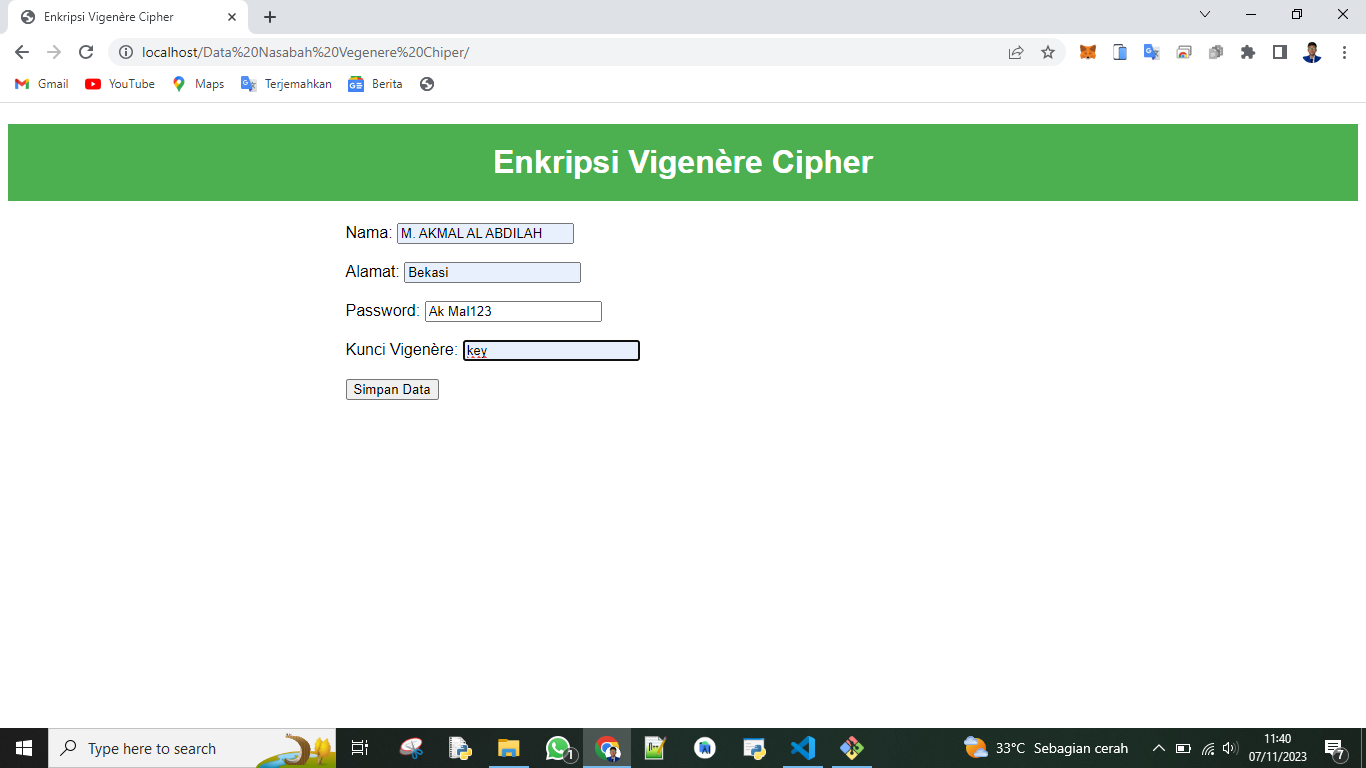 Enkripsi Vigenère Cipher
localhost/Data%20Nasabah%20Vegenere%20Chiper/
Gmail YouTube Maps Terjemahkan Berita
Enkripsi Vigenère Cipher
Nama: M. AKMAL AL ABDILAH
Alamat: Bekasi
Password: Ak Mal123
Kunci Vigenère: key
Simpan Data
Type here to search 1 33°C Sebagian cerah 11:40
07/11/2023 7